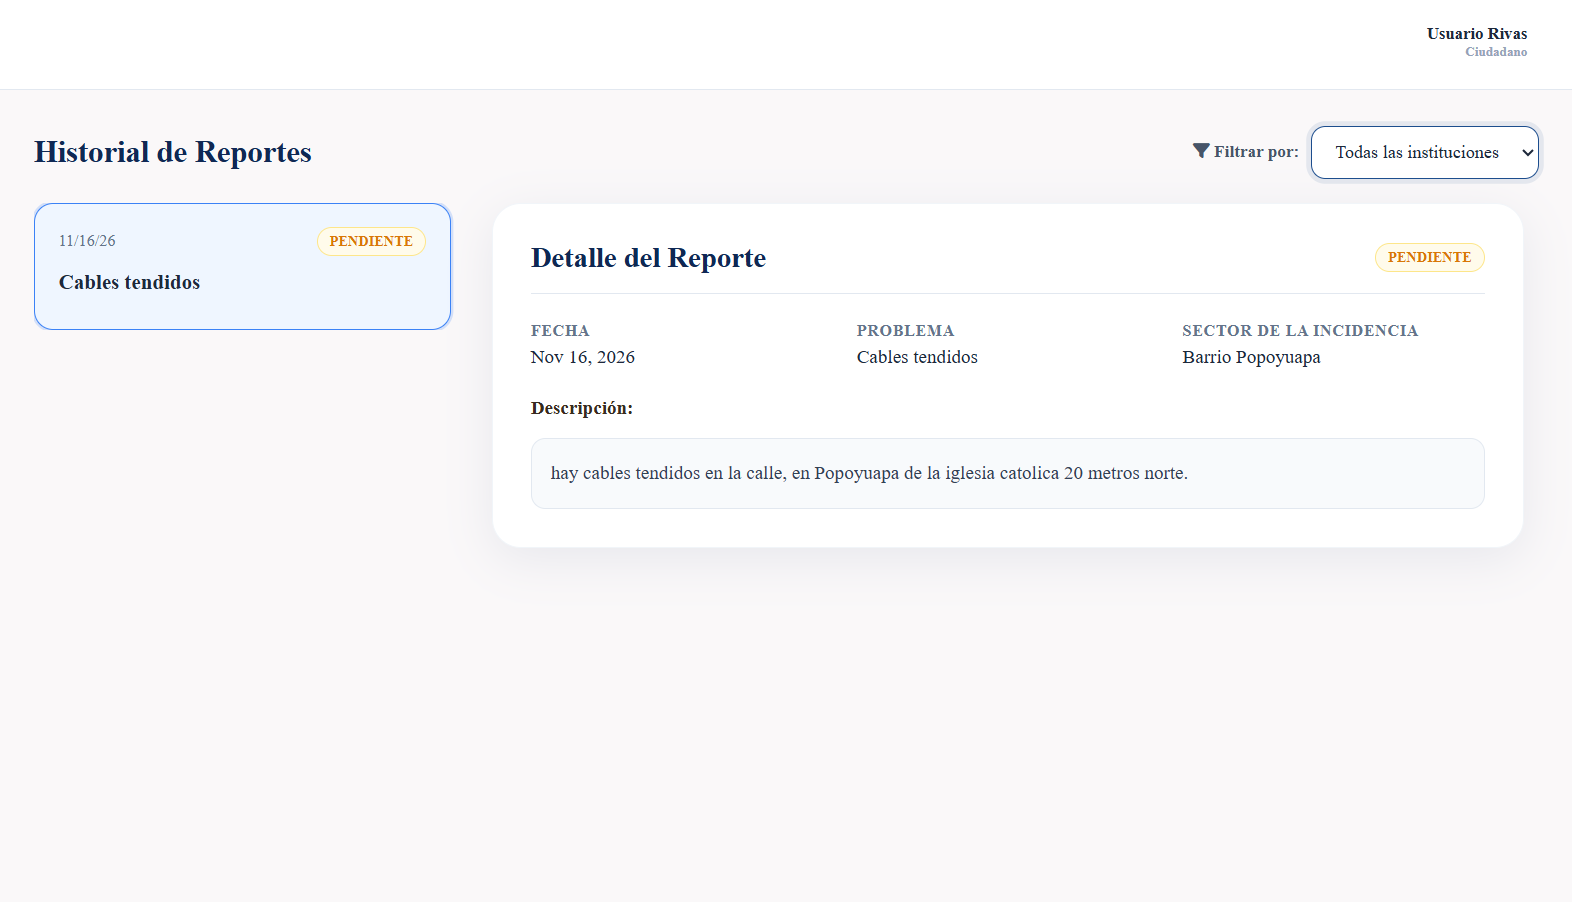 Usuario Rivas
Ciudadano
Historial de Reportes
Filtrar por:
Todas las instituciones
11/16/26
PENDIENTE
Cables tendidos
Detalle del Reporte
PENDIENTE
FECHA
Nov 16, 2026
PROBLEMA
Cables tendidos
SECTOR DE LA INCIDENCIA
Barrio Popoyuapa
Descripción:
hay cables tendidos en la calle, en Popoyuapa de la iglesia catolica 20 metros norte.